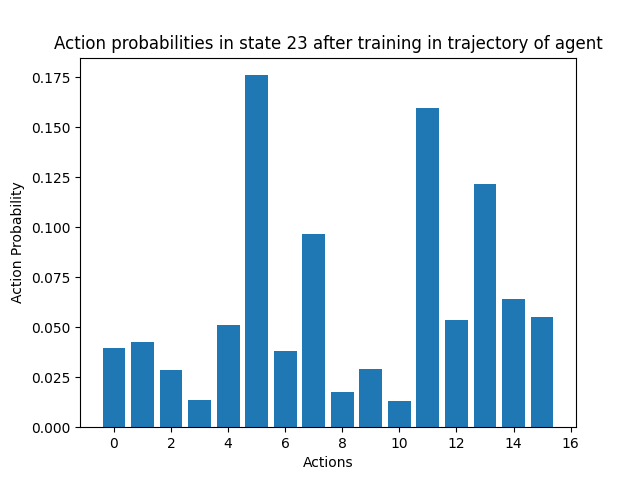 Action probabilities in state 23 after training in trajectory of agent
0.175
0.150
0.125
0.100
0.075
0.050
0.025
0.000
Action Probability
0 2 4 6 8 10 12 14 16
Actions